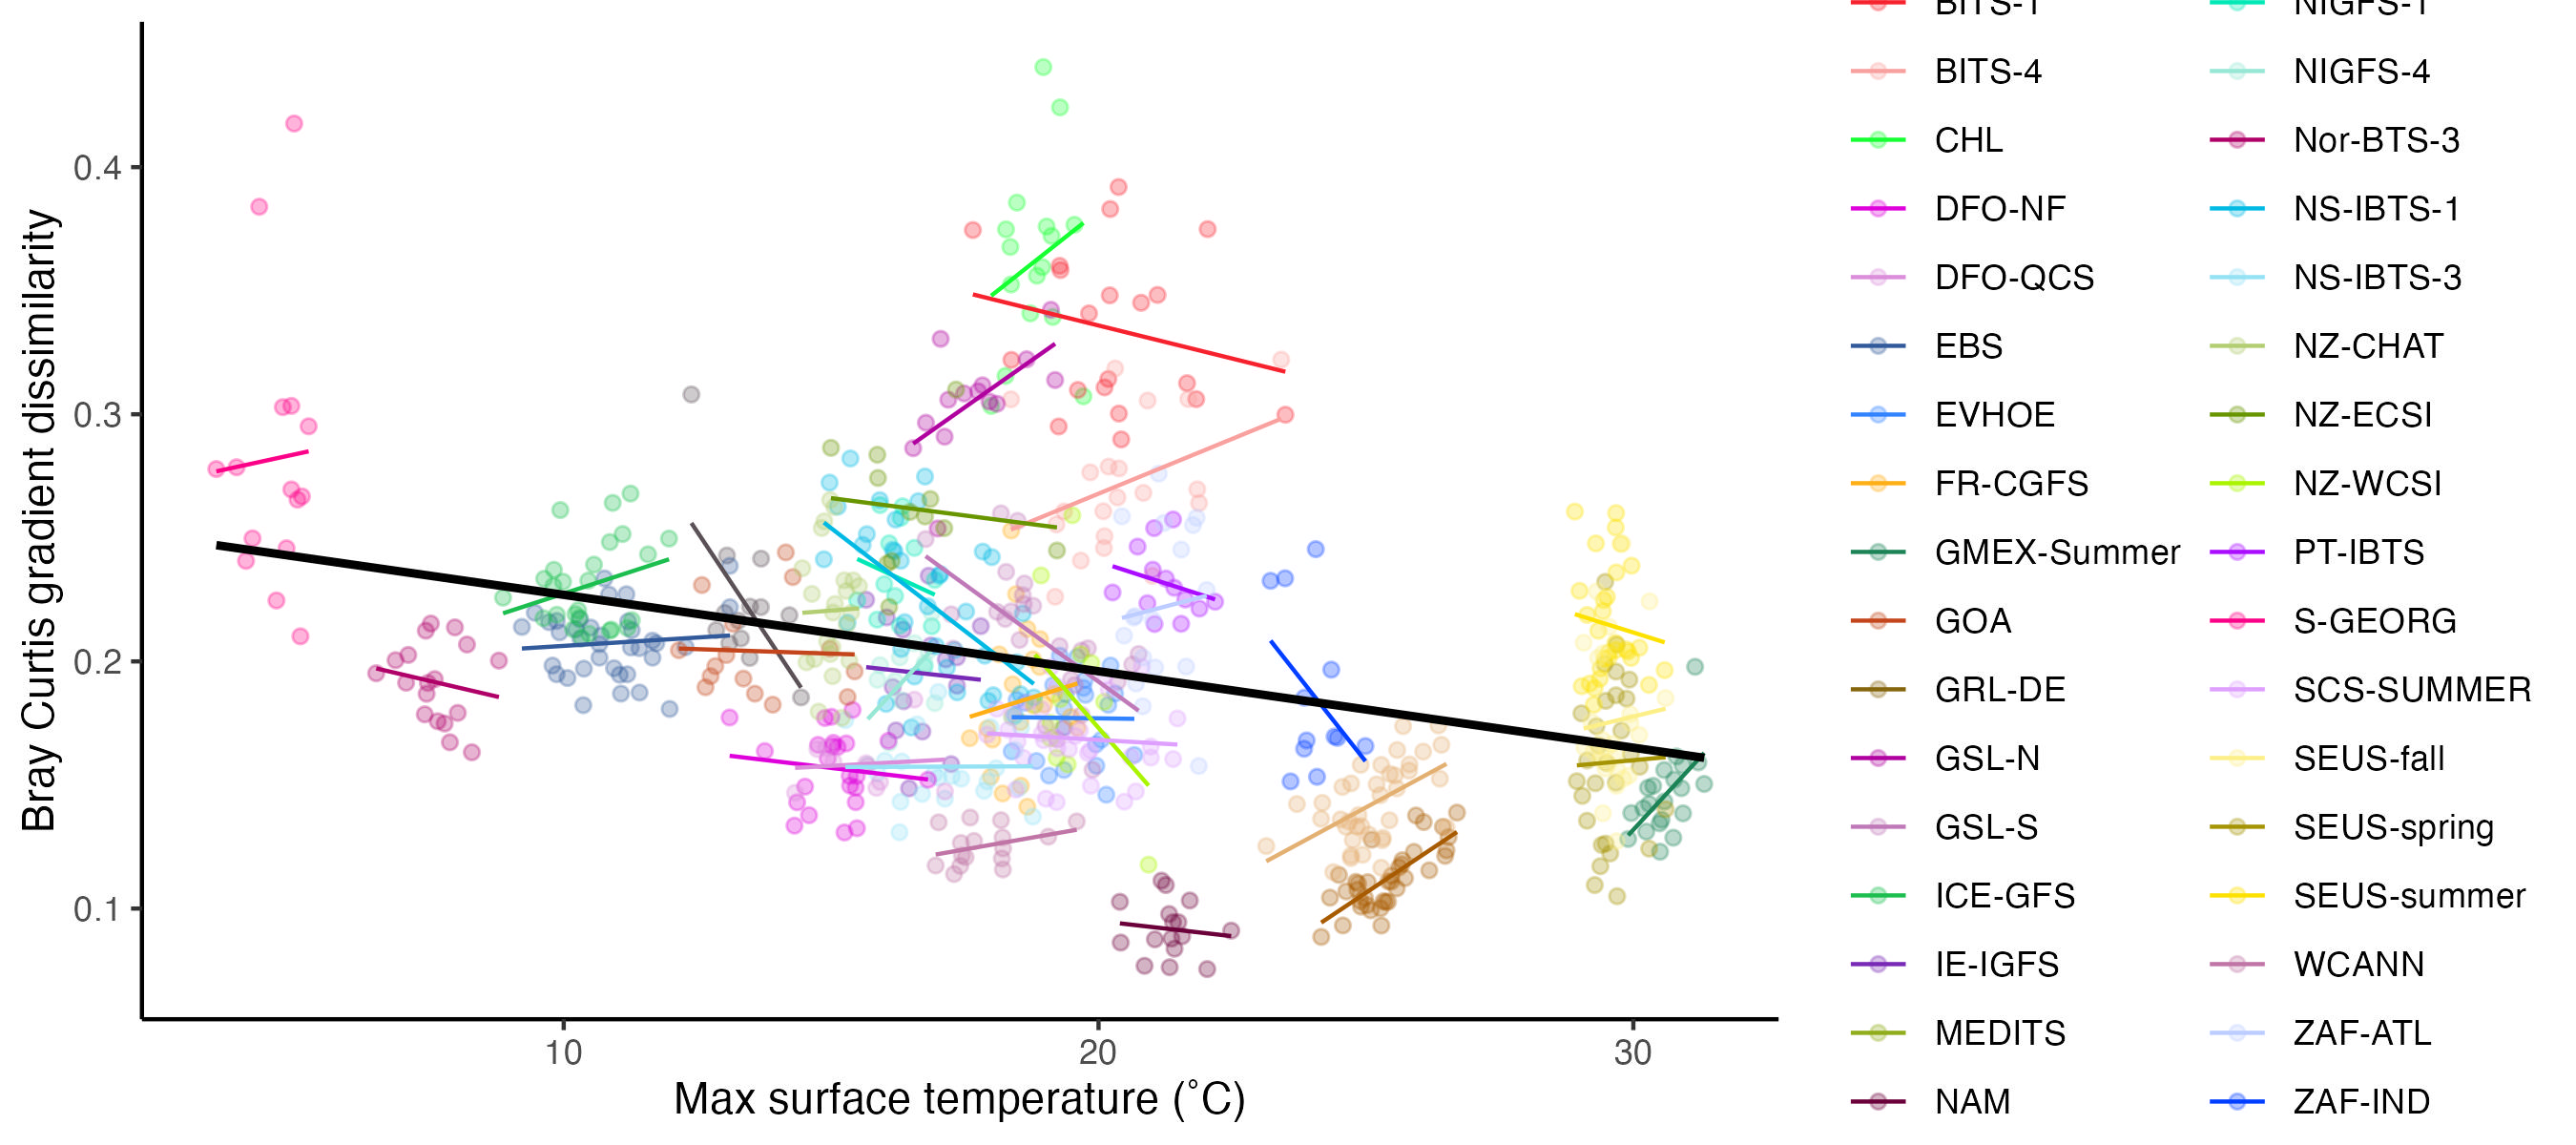 Bray Curtis gradient dissimilarity
0.4
0.3
0.2
0.1
10
20
30
Max surface temperature (˚C)
BITS-1
BITS-4
CHL
DFO-NF
DFO-QCS
EBS
EVHOE
FR-CGFS
GMEX-Summer
GOA
GRL-DE
GSL-N
GSL-S
ICE-GFS
IE-IGFS
MEDITS
NAM
NIGFS-1
NIGFS-4
Nor-BTS-3
NS-IBTS-1
NS-IBTS-3
NZ-CHAT
NZ-ECSI
NZ-WCSI
PT-IBTS
S-GEORG
SCS-SUMMER
SEUS-fall
SEUS-spring
SEUS-summer
WCANN
ZAF-ATL
ZAF-IND